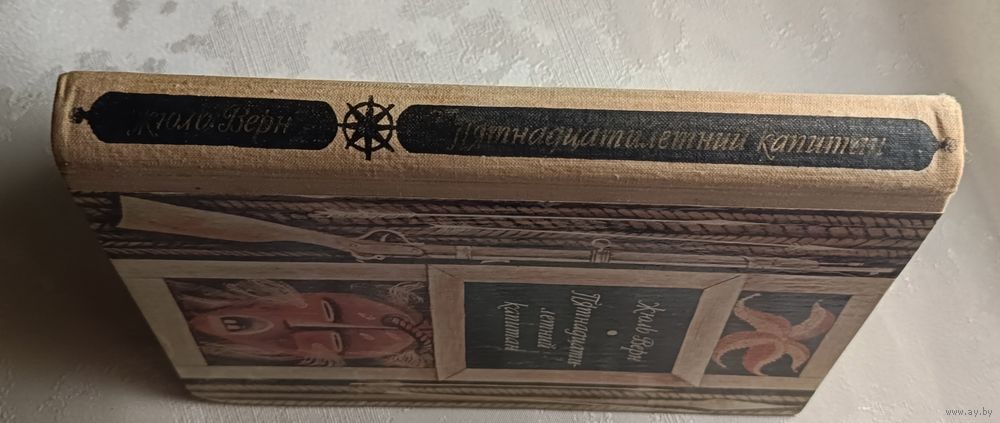 Жюль Верн
Пятнадцатилетний капитан
Жюль Верн
Пятнадцати-
летний
капитан
www.ay.by